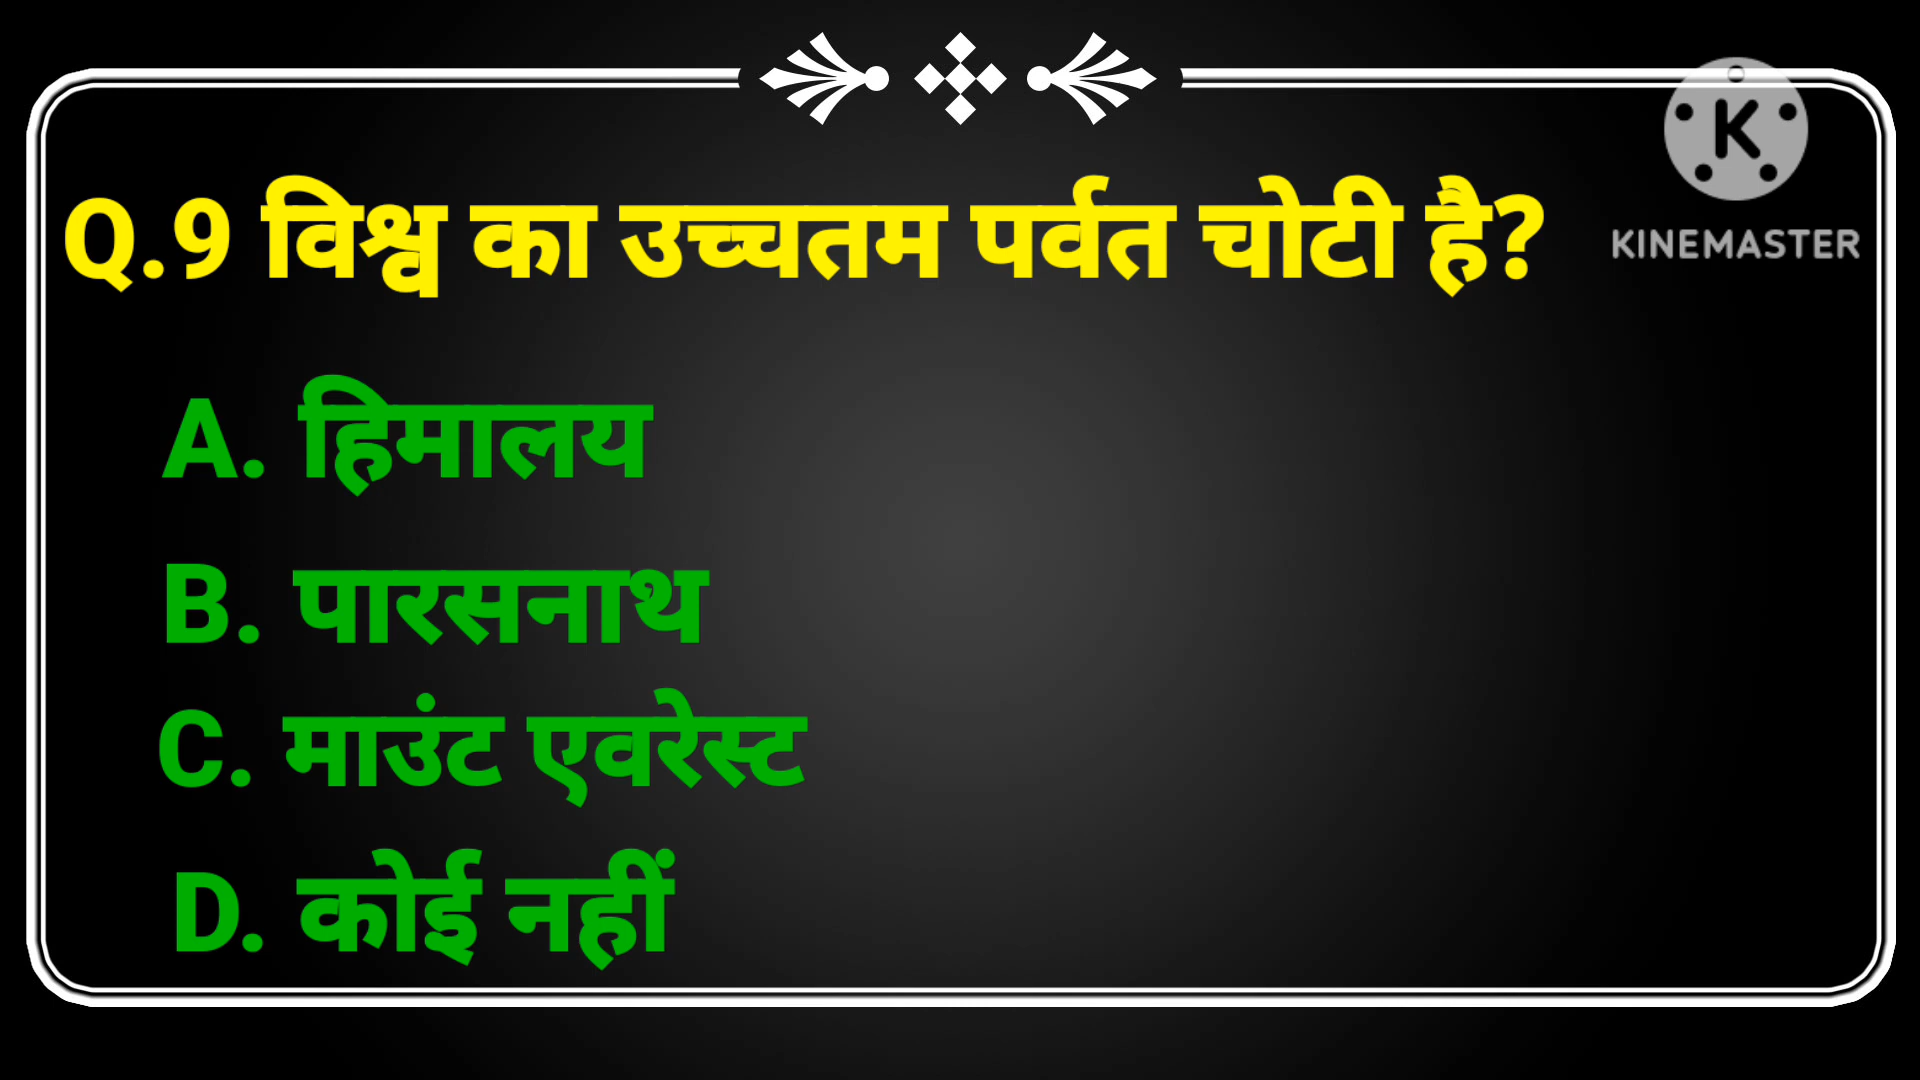 Q.9 विश्व का उच्चतम पर्वत चोटी है?
K
KINEMASTER
A. हिमालय
B. पारसनाथ
C. माउंट एवरेस्ट
D. कोई नहीं